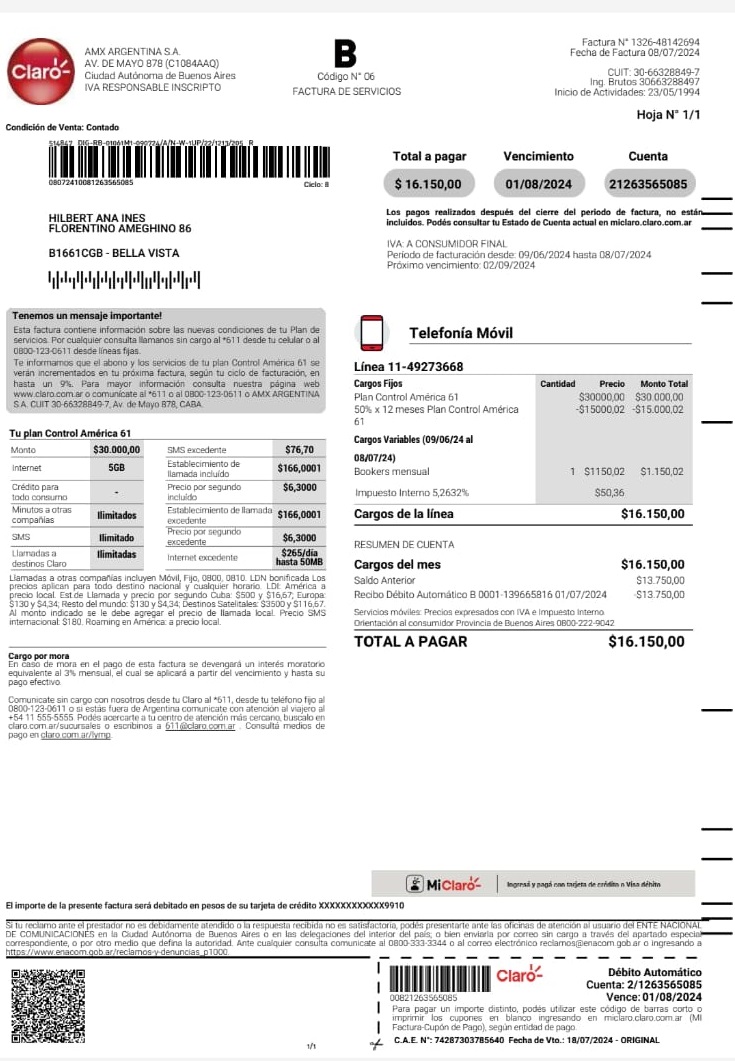 Claro
AMX ARGENTINA S.A.
AV. DE MAYO 878 (C1084AAQ)
Ciudad Autónoma de Buenos Aires
IVA RESPONSABLE INSCRIPTO
B
Código N° 06
FACTURA DE SERVICIOS
Factura N° 1326-48142694
Fecha de Factura 08/07/2024
CUIT: 30-66328849-7
Ing. Brutos 30663288497
Inicio de Actividades: 23/05/1994
Hoja N° 1/1
Condición de Venta: Contado
514847 DIG-RB-01061M1-090724/A/N-W-1UP/22/1213/205 R
08072410081263565085
Ciclo: 8
Total a pagar
Vencimiento
Cuenta
$ 16.150,00
01/08/2024
21263565085
Los pagos realizados después del cierre del periodo de factura, no están
incluidos. Podés consultar tu Estado de Cuenta actual en miclaro.claro.com.ar
HILBERT ANA INES
FLORENTINO AMEGHINO 86
B1661CGB - BELLA VISTA
IVA: A CONSUMIDOR FINAL
Período de facturación desde: 09/06/2024 hasta 08/07/2024
Próximo vencimiento: 02/09/2024
Tenemos un mensaje importante!
Esta factura contiene información sobre las nuevas condiciones de tu Plan de
servicios. Por cualquier consulta llamanos sin cargo al *611 desde tu celular o al
0800-123-0611 desde líneas fijas.
Te informamos que el abono y los servicios de tu plan Control América 61 se
verán incrementados en tu próxima factura, según tu ciclo de facturación, en
hasta un 9%. Para mayor información consulta nuestra página web
www.claro.com.ar o comunícate al *611 o al 0800-123-0611 o AMX ARGENTINA
S.A. CUIT 30-66328849-7, Av. de Mayo 878, CABA.
Tu plan Control América 61
Monto $30.000,00
Internet 5GB
Crédito para
todo consumo -
Minutos a otras
compañías Ilimitados
SMS Ilimitado
Llamadas a
destinos Claro Ilimitadas
SMS excedente $76,70
Establecimiento de
llamada incluído $166,0001
Precio por segundo
incluído $6,3000
Establecimiento de llamada
excedente $166,0001
Precio por segundo
excedente $6,3000
Internet excedente $265/día
hasta 50MB
Llamadas a otras compañías incluyen Móvil, Fijo, 0800, 0810. LDN bonificada Los
precios aplican para todo destino nacional y cualquier horario. LDI: América a
precio local. Est.de Llamada y precio por segundo Cuba: $500 y $16,67; Europa:
$130 y $4,34; Resto del mundo: $130 y $4,34; Destinos Satelitales: $3500 y $116,67.
Al monto indicado se le debe agregar el precio de llamada local. Precio SMS
internacional: $180. Roaming en América: a precio local.
Cargo por mora
En caso de mora en el pago de esta factura se devengará un interés moratorio
equivalente al 3% mensual, el cual se aplicará a partir del vencimiento y hasta su
pago efectivo.
Comunicate sin cargo con nosotros desde tu Claro al *611, desde tu teléfono fijo al
0800-123-0611 o si estás fuera de Argentina comunicate con atención al viajero al
+54 11 555-5555. Podés acercarte a tu centro de atención más cercano, buscalo en
claro.com.ar/sucursales o escribinos a 611@claro.com.ar . Consultá medios de
pago en claro.com.ar/lymp.
Telefonía Móvil
Línea 11-49273668
Cargos Fijos Cantidad Precio Monto Total
Plan Control América 61 $30000,00 $30.000,00
50% x 12 meses Plan Control América -$15000,02 -$15.000,02
61
Cargos Variables (09/06/24 al
08/07/24)
Bookers mensual 1 $1150,02 $1.150,02
Impuesto Interno 5,2632% $50,36
Cargos de la línea $16.150,00
RESUMEN DE CUENTA
Cargos del mes $16.150,00
Saldo Anterior $13.750,00
Recibo Débito Automático B 0001-139665816 01/07/2024 -$13.750,00
Servicios móviles: Precios expresados con IVA e Impuesto Interno
Orientación al consumidor Provincia de Buenos Aires 0800-222-9042
TOTAL A PAGAR $16.150,00
MiClaro
Ingresá y pagá con tarjeta de crédito o Visa débito
El importe de la presente factura será debitado en pesos de su tarjeta de crédito XXXXXXXXXXXX9910
Si tu reclamo ante el prestador no es debidamente atendido o la respuesta recibida no es satisfactoria, podés presentarte ante las oficinas de atención al usuario del ENTE NACIONAL
DE COMUNICACIONES en la Ciudad Autónoma de Buenos Aires o en las delegaciones del interior del país; o bien enviarla por correo sin cargo a través del apartado especial
correspondiente, o por otro medio que defina la autoridad. Ante cualquier consulta comunicate al 0800-333-3344 o al correo electrónico reclamos@enacom.gob.ar o ingresando a
https://www.enacom.gob.ar/reclamos-y-denuncias_p1000.
00821263565085
Claro
Débito Automático
Cuenta: 2/1263565085
Vence: 01/08/2024
Para pagar un importe distinto, podés utilizar este código de barras corto o
imprimir los cupones en blanco ingresando en miclaro.claro.com.ar (MI
Factura-Cupón de Pago), según entidad de pago.
C.A.E. N°: 74287303785640 Fecha de Vto.: 18/07/2024 - ORIGINAL
1/1